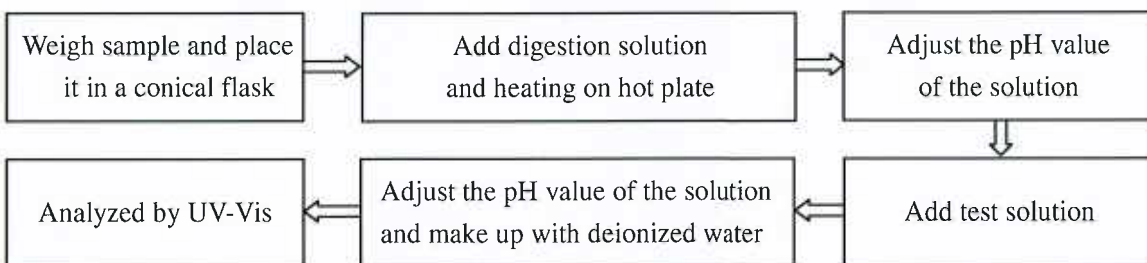 Weigh sample and place
it in a conical flask
Add digestion solution
and heating on hot plate
Adjust the pH value
of the solution
Add test solution
Adjust the pH value of the solution
and make up with deionized water
Analyzed by UV-Vis